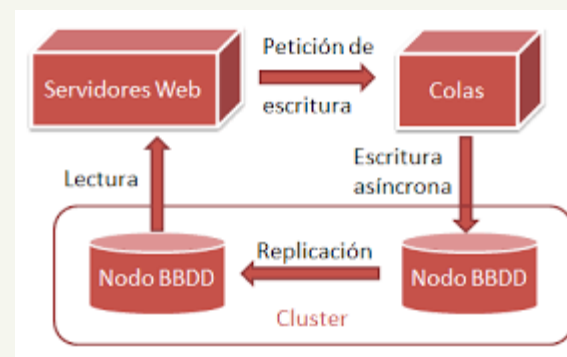 Petición de
escritura
Servidores Web
Colas
Lectura
Escritura
asíncrona
Replicación
Nodo BBDD
Nodo BBDD
Cluster